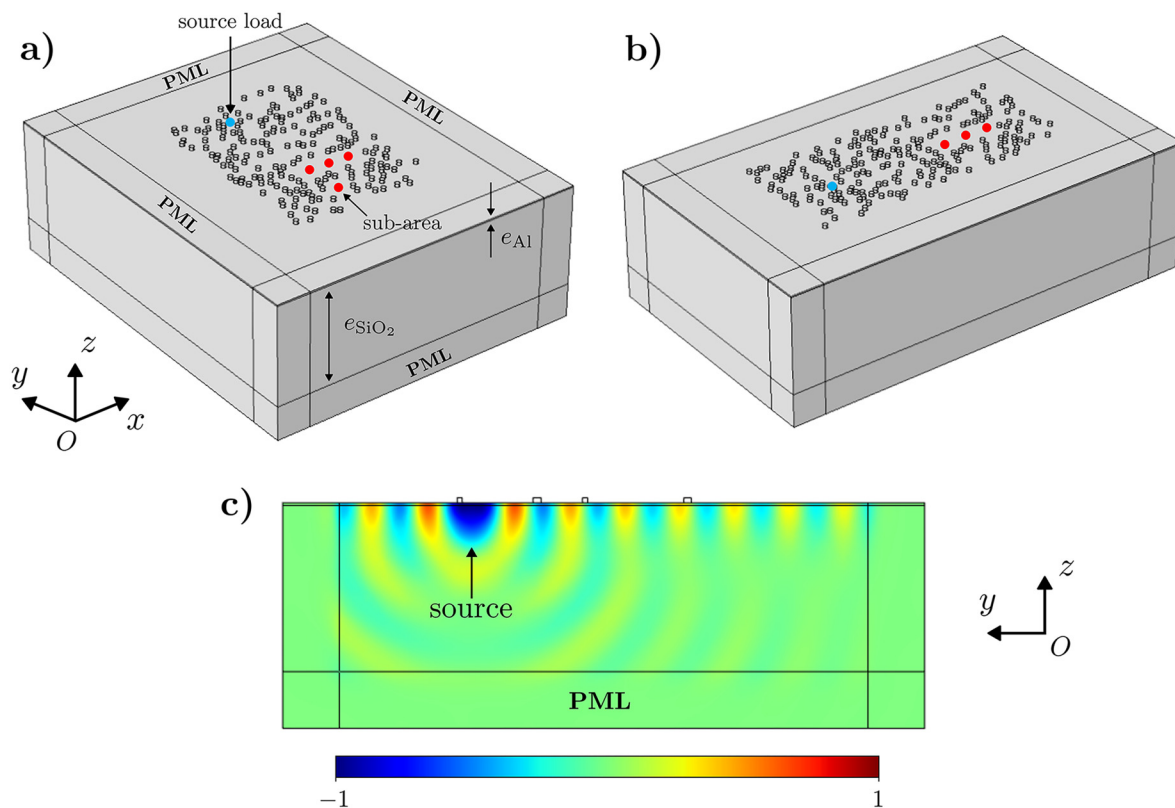 a)
source load
PML
PML
PML
sub-area
e_Al
e_SiO₂
PML
z
y
x
O
b)
c)
source
PML
z
y
O
−1
1